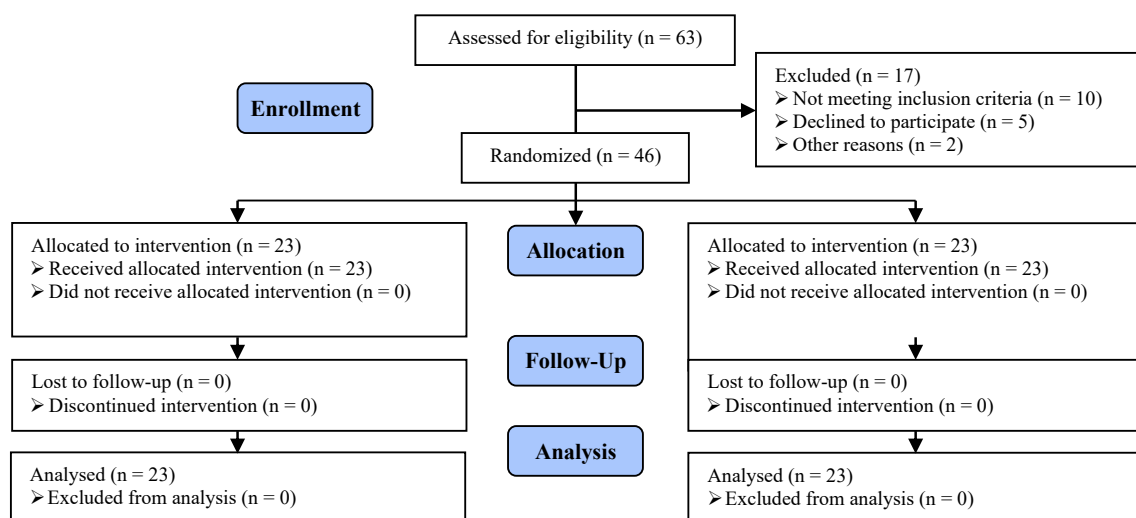 Assessed for eligibility (n = 63)
Enrollment
Excluded (n = 17)
➢ Not meeting inclusion criteria (n = 10)
➢ Declined to participate (n = 5)
➢ Other reasons (n = 2)
Randomized (n = 46)
Allocation
Allocated to intervention (n = 23)
➢ Received allocated intervention (n = 23)
➢ Did not receive allocated intervention (n = 0)
Allocated to intervention (n = 23)
➢ Received allocated intervention (n = 23)
➢ Did not receive allocated intervention (n = 0)
Follow-Up
Lost to follow-up (n = 0)
➢ Discontinued intervention (n = 0)
Lost to follow-up (n = 0)
➢ Discontinued intervention (n = 0)
Analysis
Analysed (n = 23)
➢ Excluded from analysis (n = 0)
Analysed (n = 23)
➢ Excluded from analysis (n = 0)